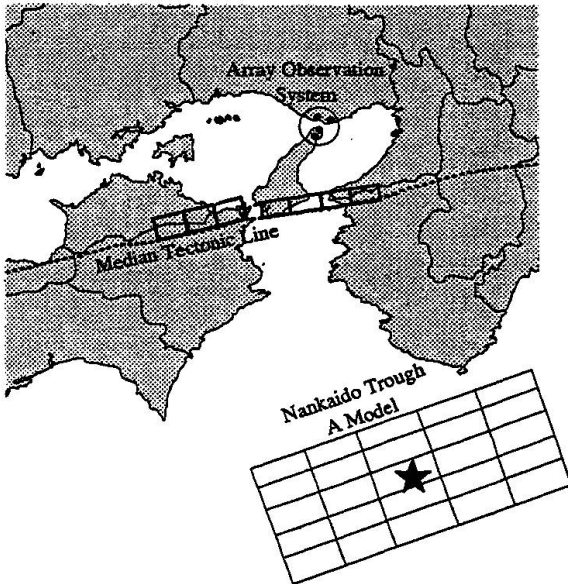 Array Observation
System
Median Tectonic Line
Nankaido Trough
A Model